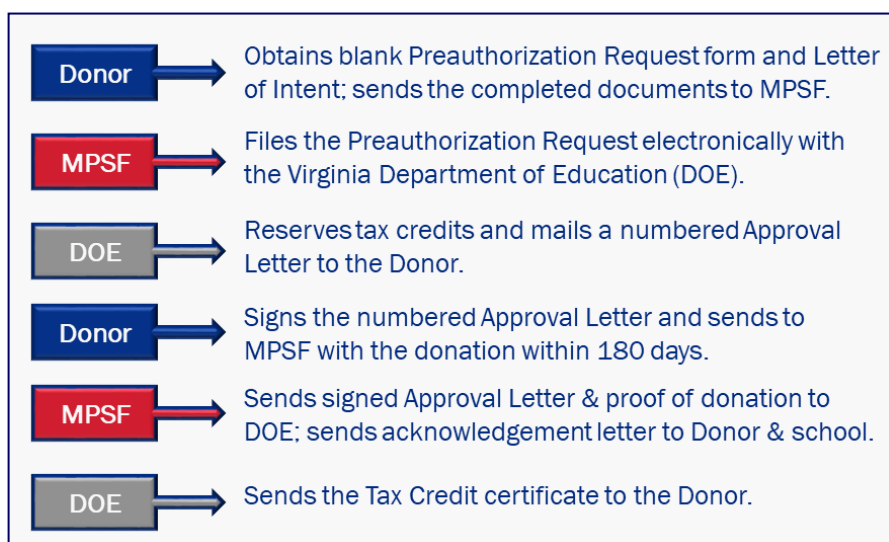 Donor
Obtains blank Preauthorization Request form and Letter
of Intent; sends the completed documents to MPSF.
MPSF
Files the Preauthorization Request electronically with
the Virginia Department of Education (DOE).
DOE
Reserves tax credits and mails a numbered Approval
Letter to the Donor.
Donor
Signs the numbered Approval Letter and sends to
MPSF with the donation within 180 days.
MPSF
Sends signed Approval Letter & proof of donation to
DOE; sends acknowledgement letter to Donor & school.
DOE
Sends the Tax Credit certificate to the Donor.